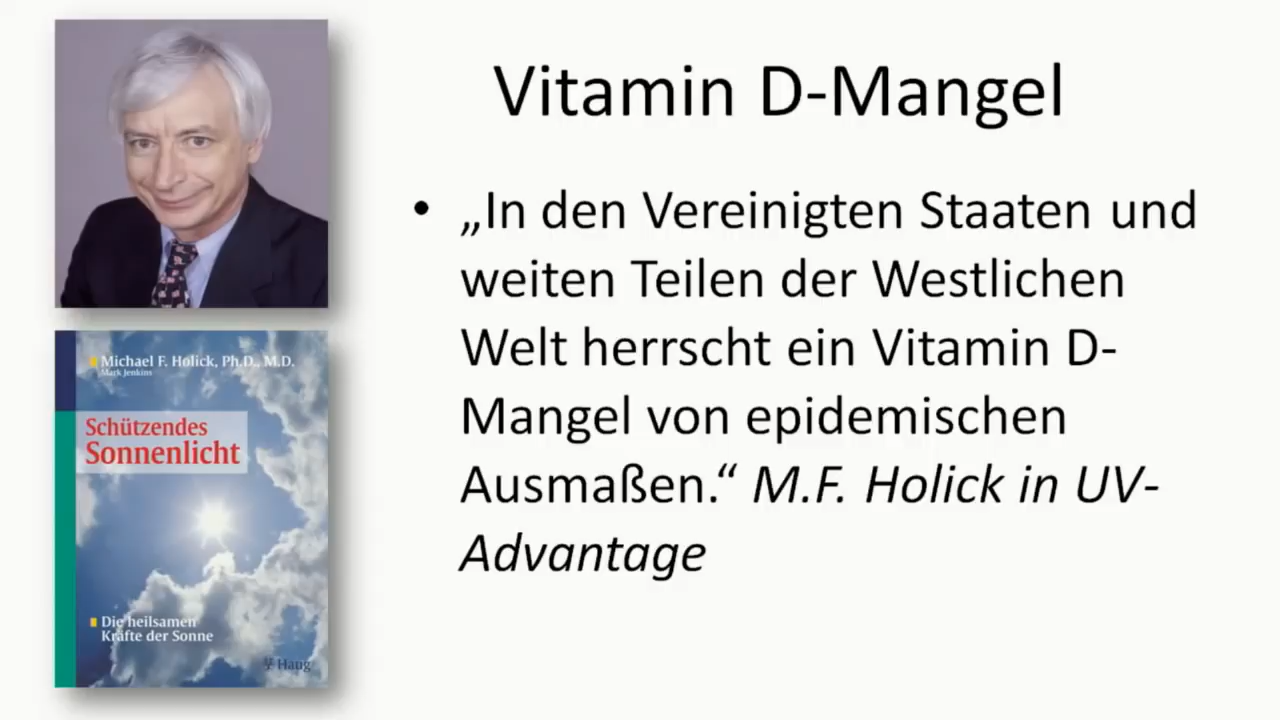 Vitamin D-Mangel
• „In den Vereinigten Staaten und
weiten Teilen der Westlichen
Welt herrscht ein Vitamin D-
Mangel von epidemischen
Ausmaßen.“ M.F. Holick in UV-
Advantage
Michael F. Holick, Ph.D., M.D.
Mark Jenkins
Schützendes
Sonnenlicht
Die heilsamen
Kräfte der Sonne
Haug